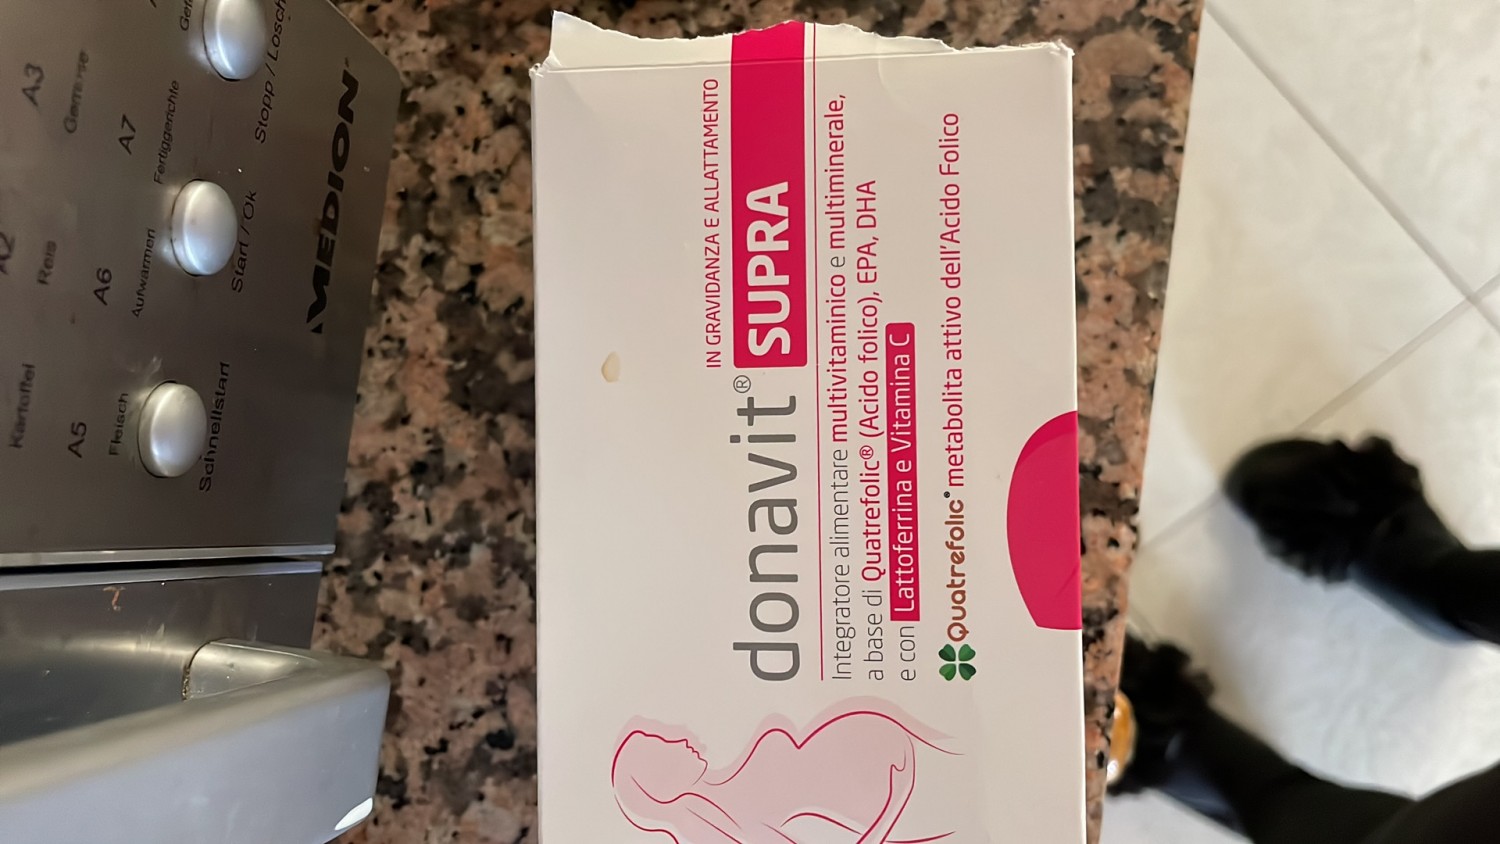 IN GRAVIDANZA E ALLATTAMENTO
donavit® SUPRA
Integratore alimentare multivitaminico e multiminerale,
a base di Quatrefolic® (Acido folico), EPA, DHA
e con Lattoferrina e Vitamina C
Quatrefolic® metabolita attivo dell'Acido Folico
A3
Gemüse
Stopp / Lösch
A7
Fertiggerichte
A2
Reis
A6
Aufwärmen
Start / Ok
MEDION®
Kartoffel
A5
Fleisch
Schnellstart